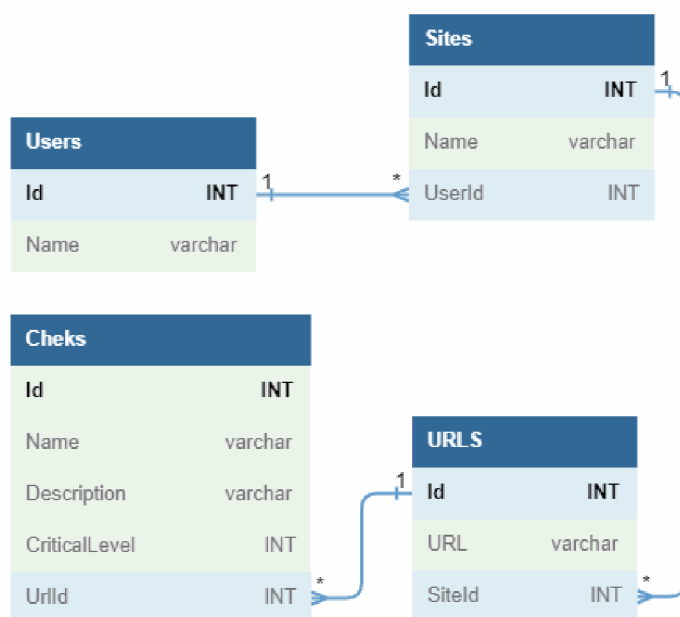 Sites
Id INT
Name varchar
UserId INT
1
Users
Id INT
Name varchar
1
*
Cheks
Id INT
Name varchar
Description varchar
CriticalLevel INT
UrlId INT
*
1
URLS
Id INT
URL varchar
SiteId INT
*